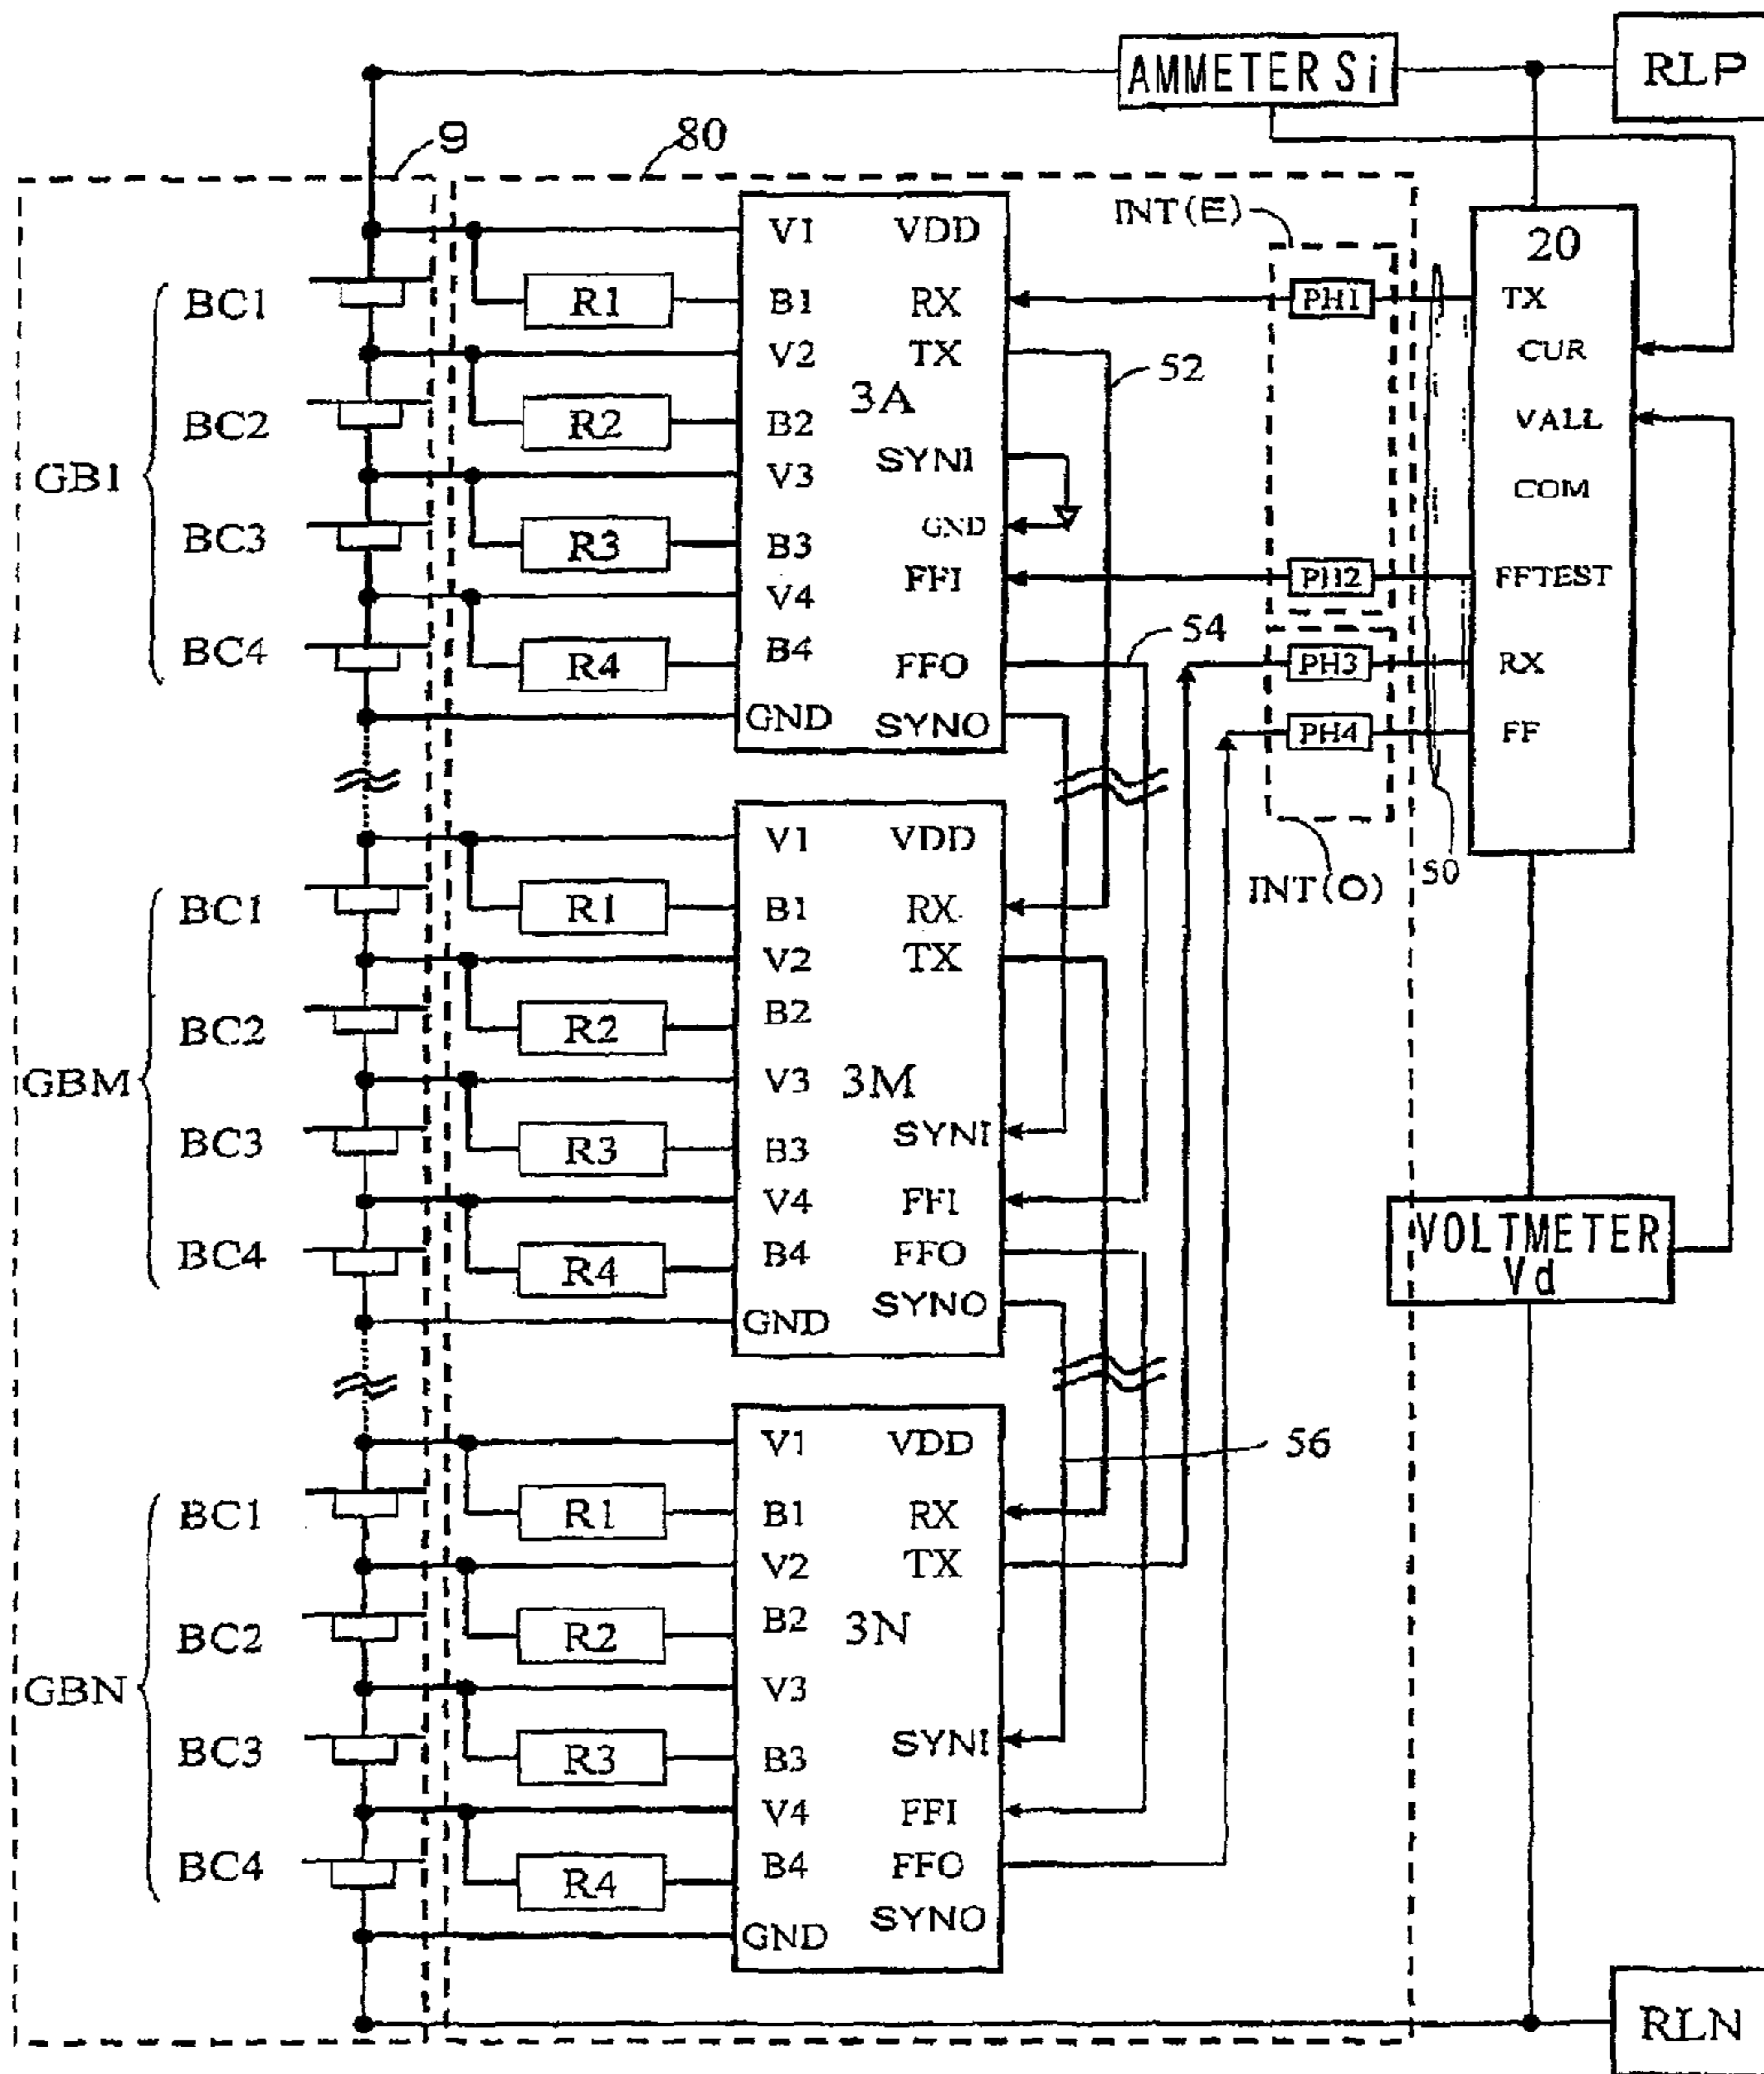 AMMETER Si
RLP
9
80
INT(E)
20
GB1
BC1
BC2
BC3
BC4
R1
R2
R3
R4
V1
B1
V2
B2
V3
B3
V4
B4
GND
3A
VDD
RX
TX
SYNI
GND
FFI
FFO
SYNO
52
54
PH1
PH2
PH3
PH4
TX
CUR
VALL
COM
FFTEST
RX
FF
50
INT(O)
GBM
BC1
BC2
BC3
BC4
R1
R2
R3
R4
V1
B1
V2
B2
V3
B3
V4
B4
GND
3M
VDD
RX
TX
SYNI
FFI
FFO
SYNO
VOLTMETER
Vd
GBN
BC1
BC2
BC3
BC4
R1
R2
R3
R4
V1
B1
V2
B2
V3
B3
V4
B4
GND
3N
VDD
RX
TX
SYNI
FFI
FFO
SYNO
56
RLN